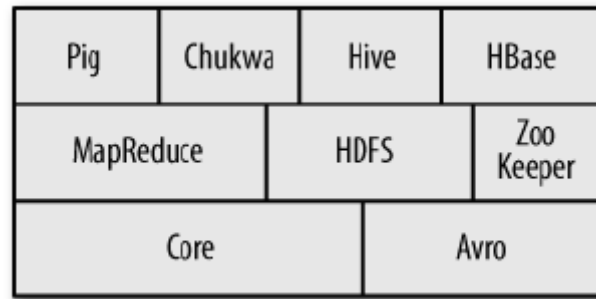 Pig
Chukwa
Hive
HBase
MapReduce
HDFS
Zoo
Keeper
Core
Avro